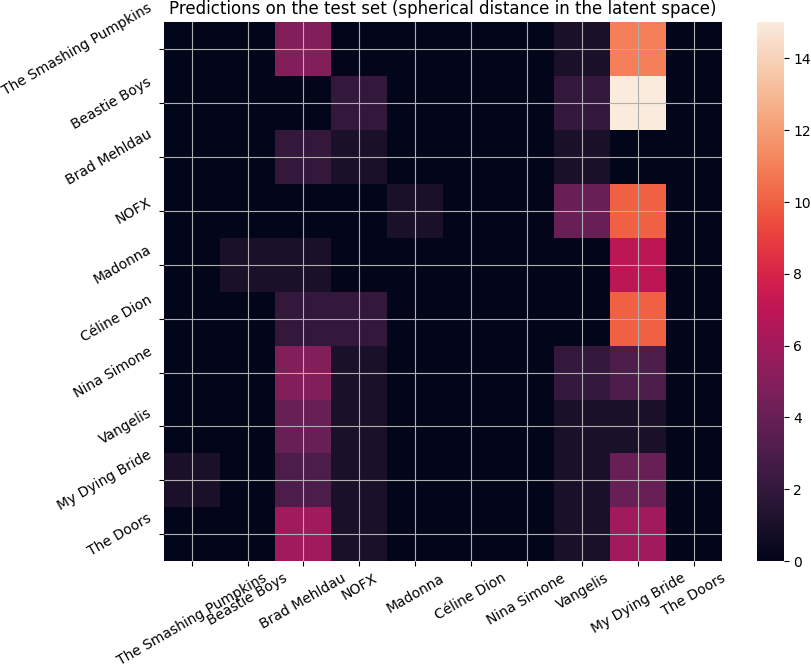 Predictions on the test set (spherical distance in the latent space)
The Smashing Pumpkins
Beastie Boys
Brad Mehldau
NOFX
Madonna
Céline Dion
Nina Simone
Vangelis
My Dying Bride
The Doors
The Smashing Pumpkins
Beastie Boys
Brad Mehldau
NOFX
Madonna
Céline Dion
Nina Simone
Vangelis
My Dying Bride
The Doors
14
12
10
8
6
4
2
0